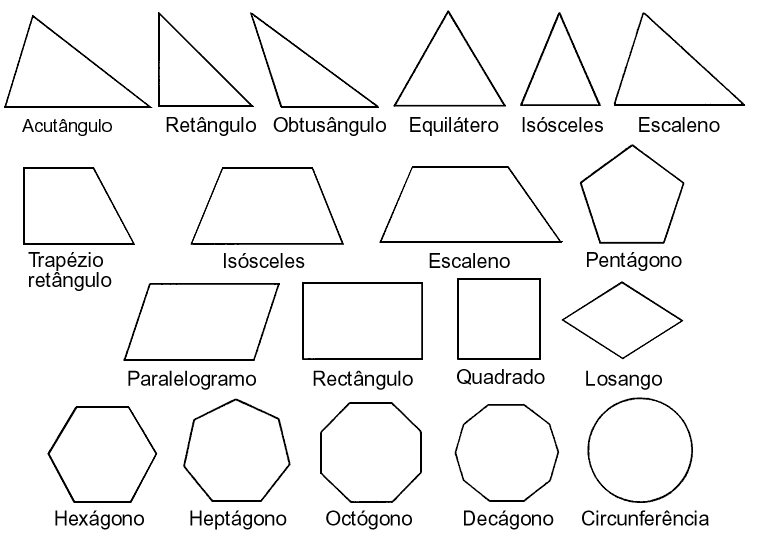 Acutângulo
Retângulo
Obtusângulo
Equilátero
Isósceles
Escaleno
Trapézio
retângulo
Isósceles
Escaleno
Pentágono
Paralelogramo
Rectângulo
Quadrado
Losango
Hexágono
Heptágono
Octógono
Decágono
Circunferência